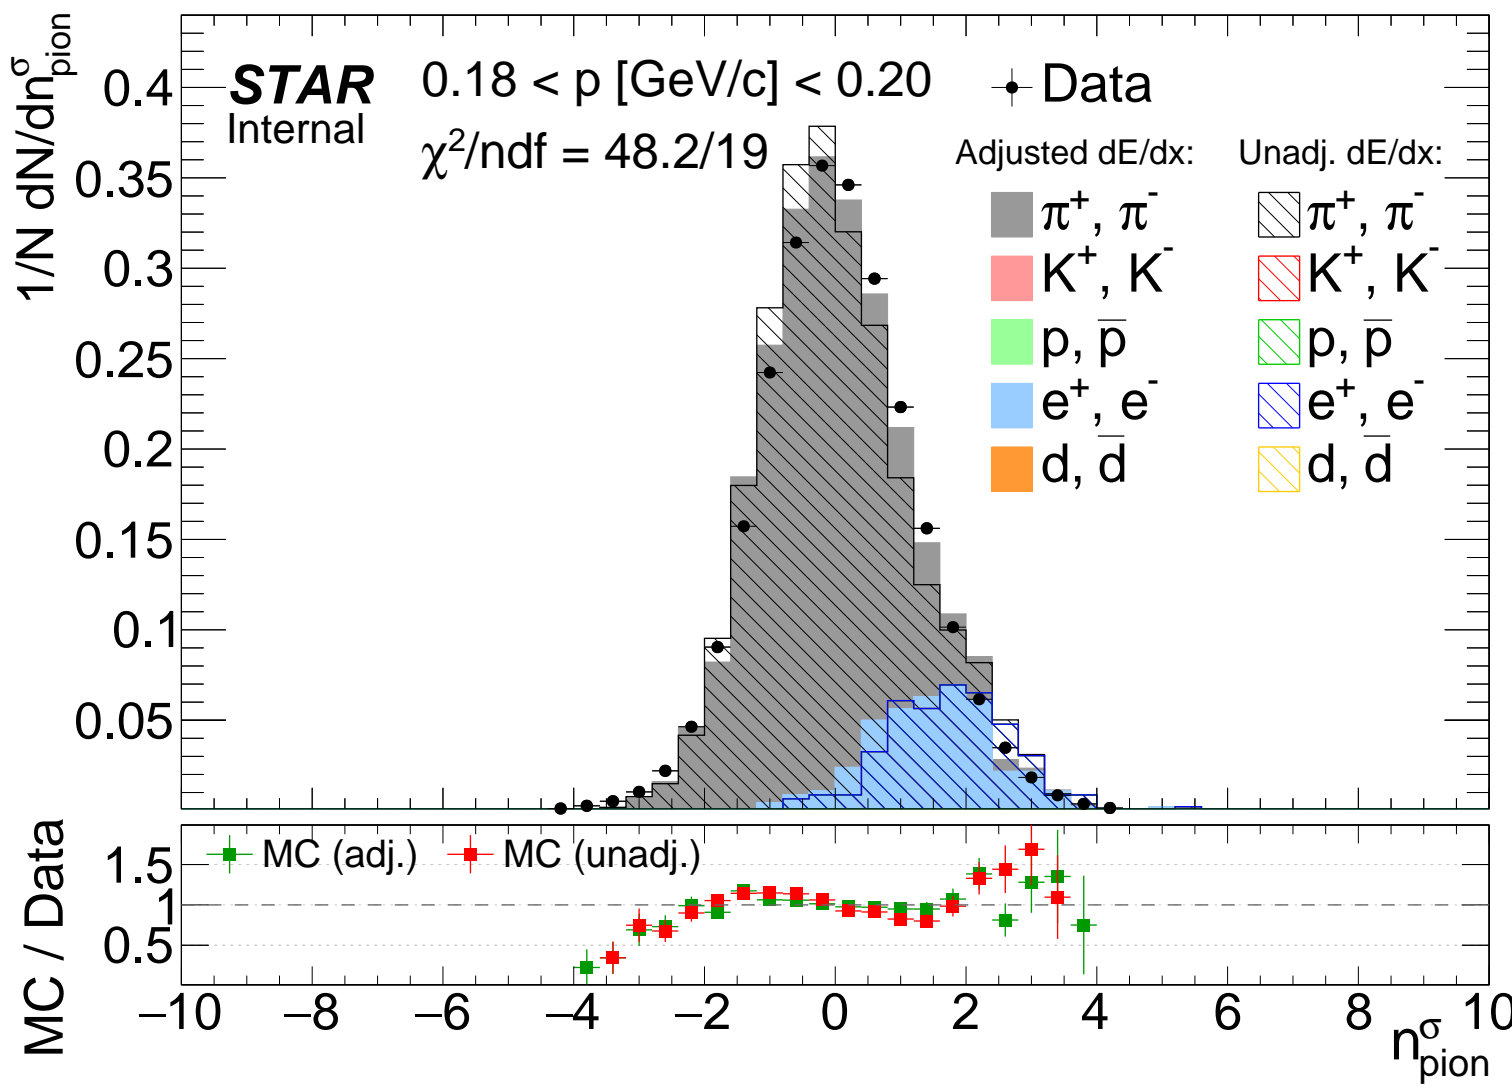 1/N dN/dnσpion
STAR
Internal
0.18 < p [GeV/c] < 0.20
χ²/ndf = 48.2/19
Data
Adjusted dE/dx:
π⁺, π⁻
K⁺, K⁻
p, p̅
e⁺, e⁻
d, d̅
Unadj. dE/dx:
π⁺, π⁻
K⁺, K⁻
p, p̅
e⁺, e⁻
d, d̅
0.4
0.35
0.3
0.25
0.2
0.15
0.1
0.05
MC / Data
MC (adj.)
MC (unadj.)
1.5
1
0.5
−10 −8 −6 −4 −2 0 2 4 6 8 10
nσpion